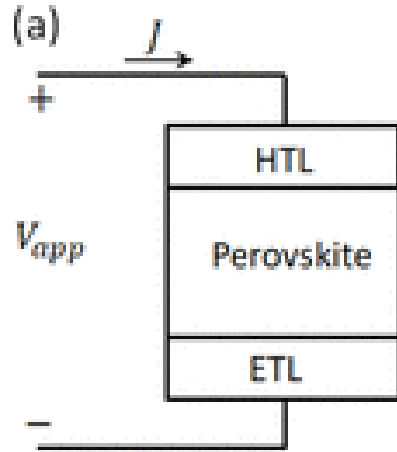 (a)
J
+
HTL
V_app
Perovskite
ETL
−